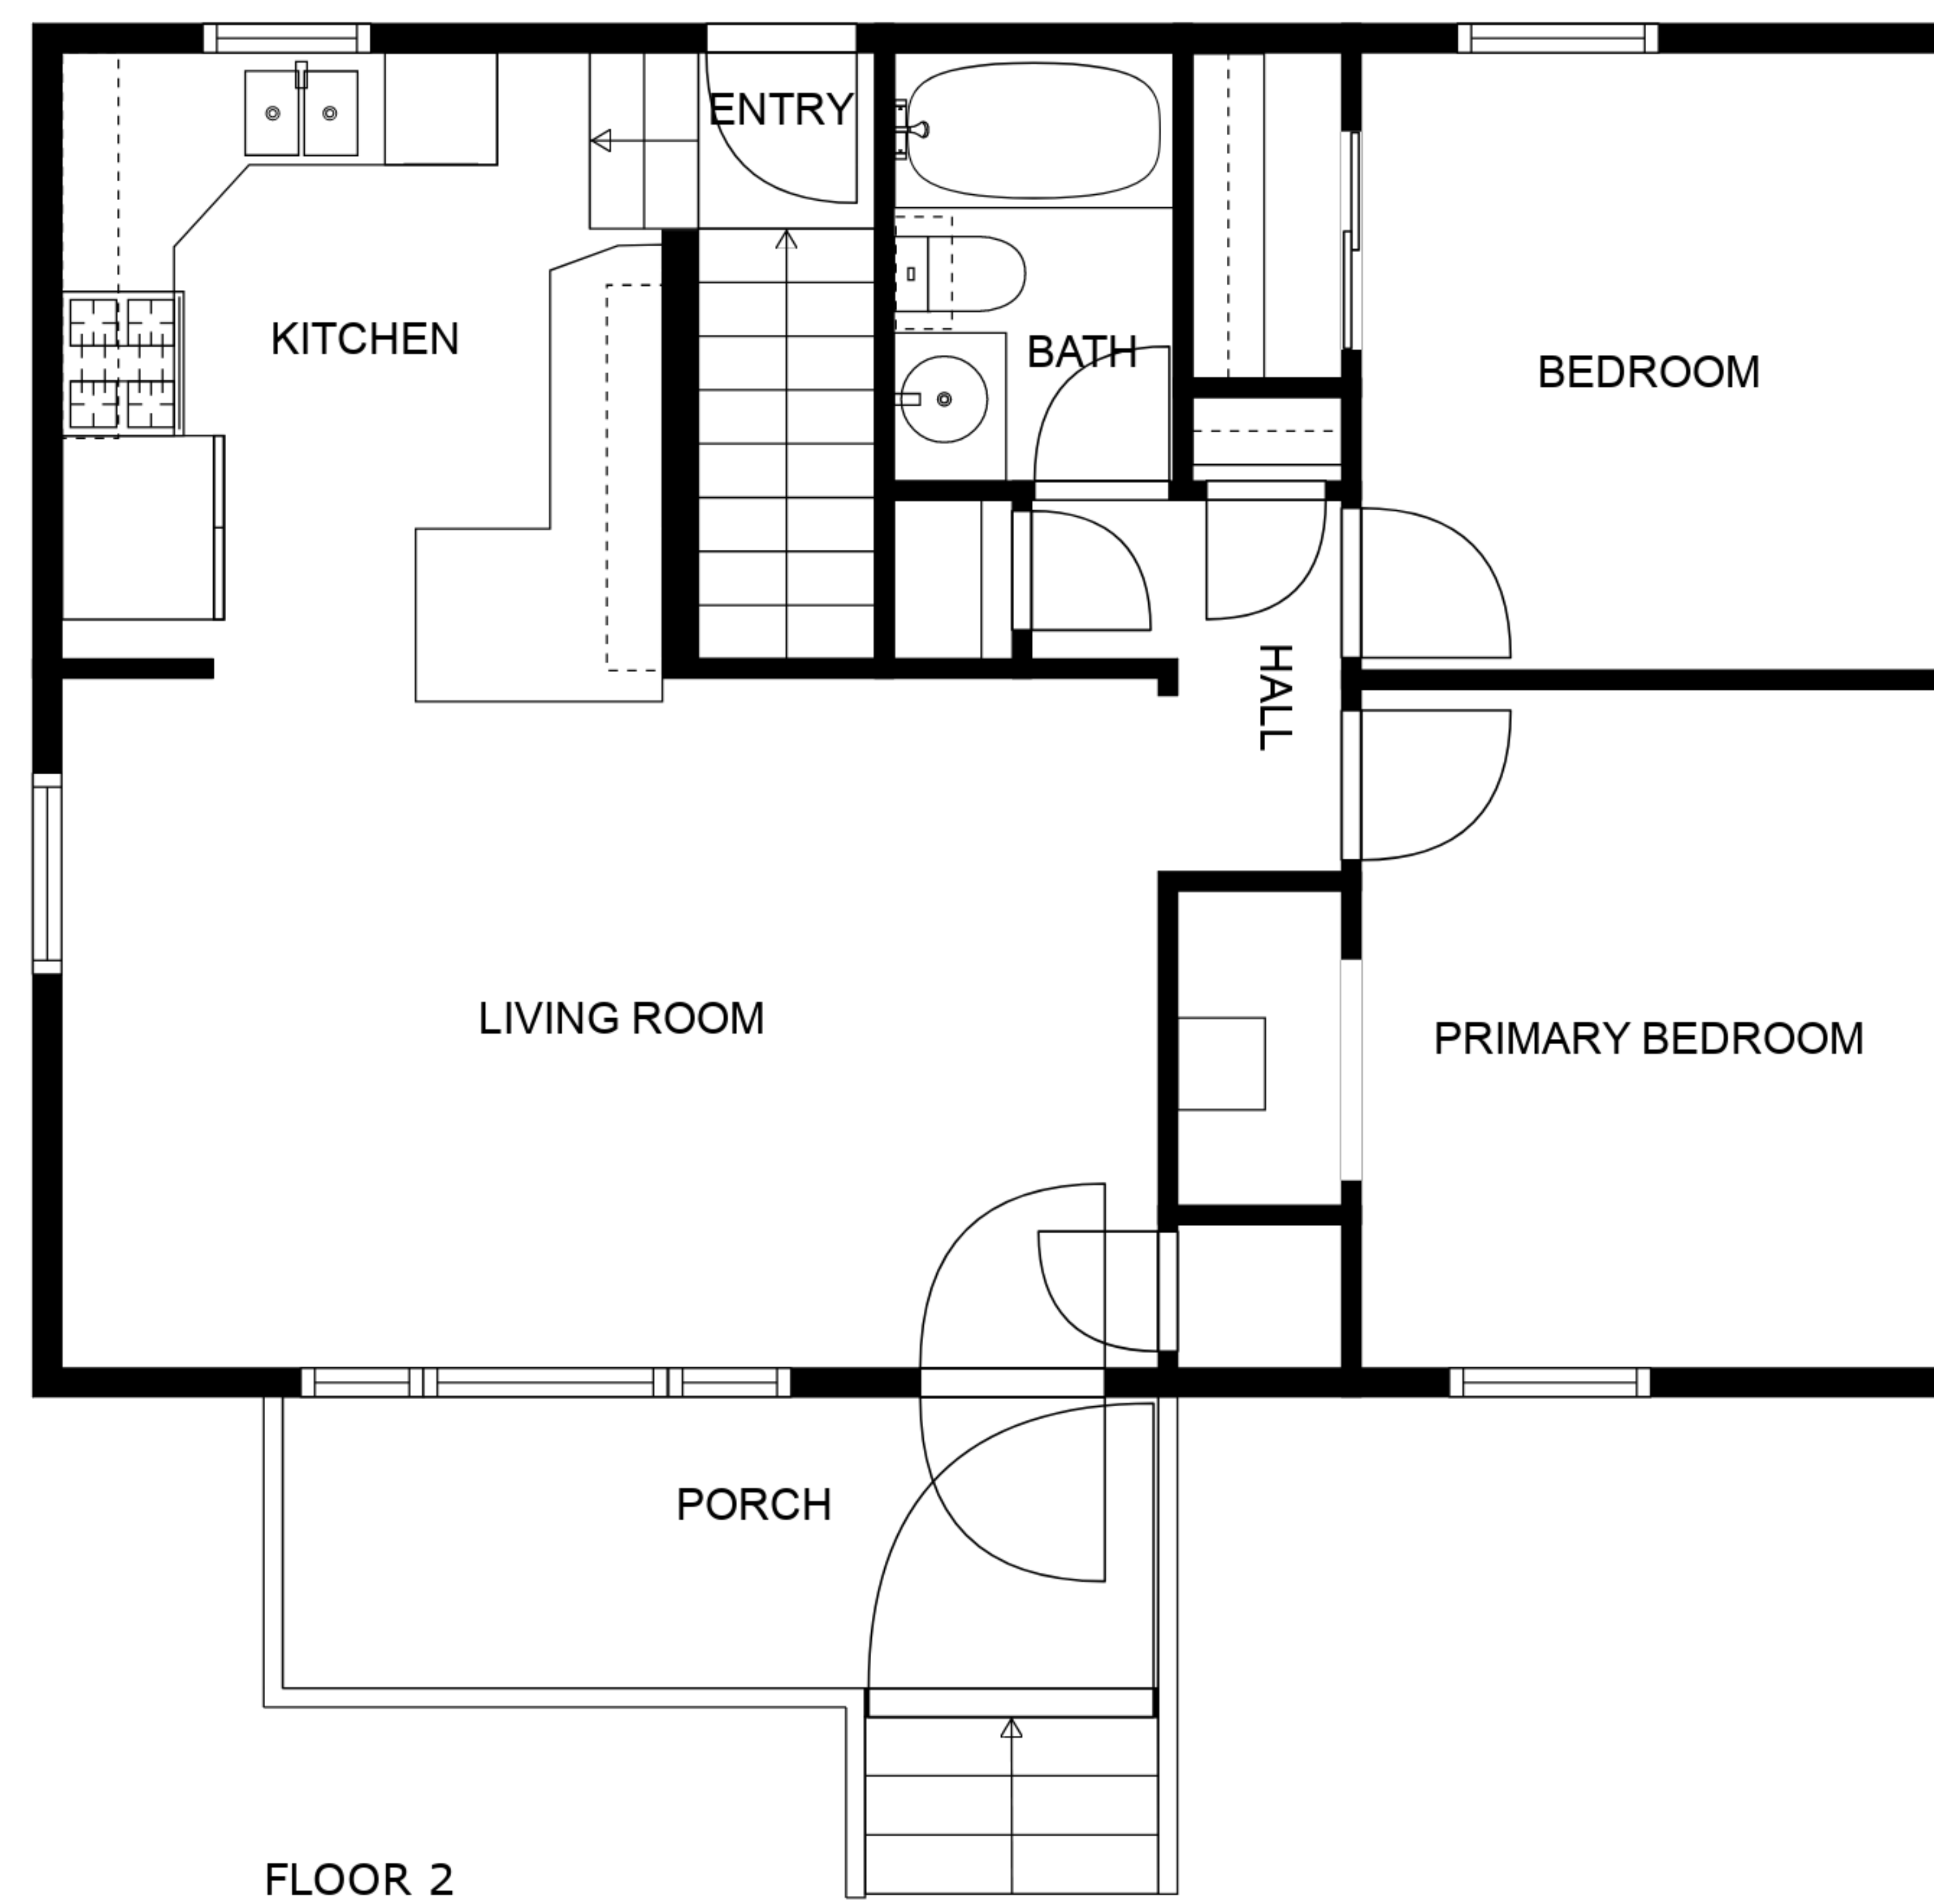 ENTRY
KITCHEN
BATH
BEDROOM
HALL
LIVING ROOM
PRIMARY BEDROOM
PORCH
FLOOR 2